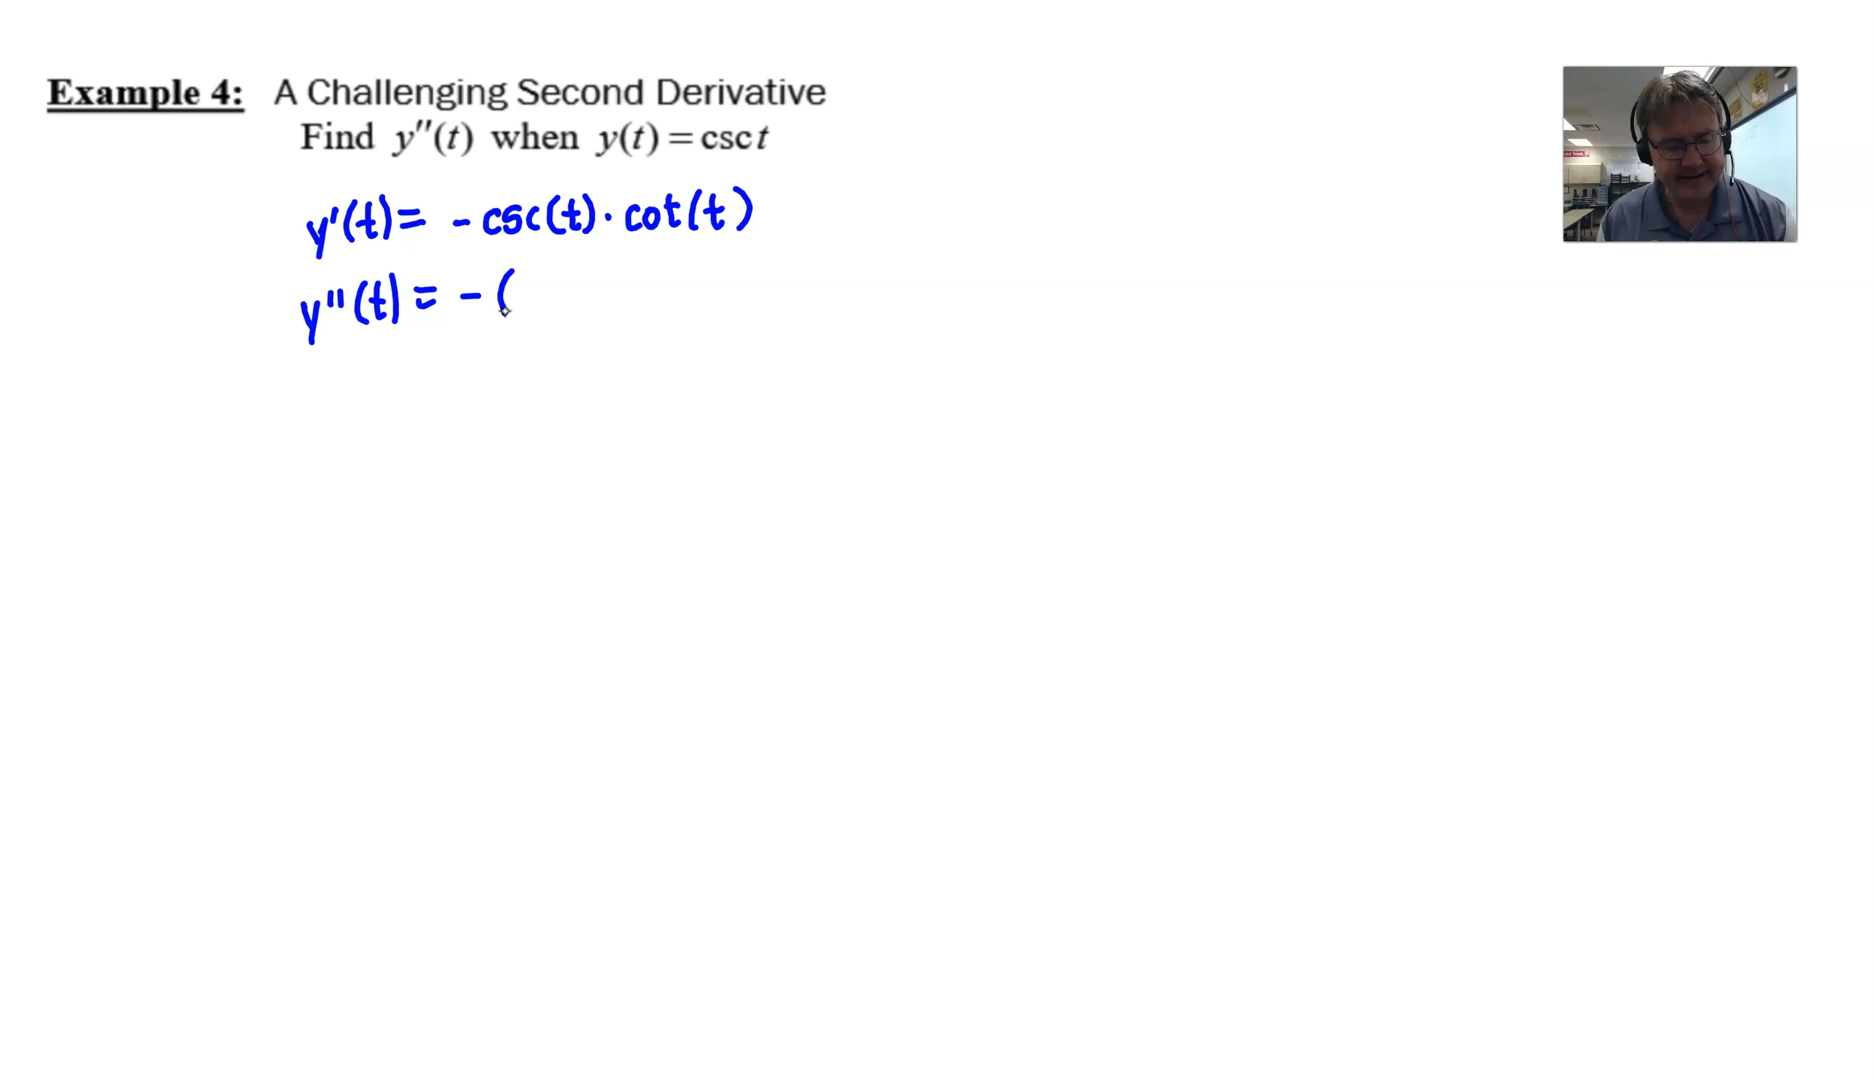 Example 4: A Challenging Second Derivative
Find y″(t) when y(t) = csc t
y'(t) = - csc(t) · cot(t)
y"(t) = - (